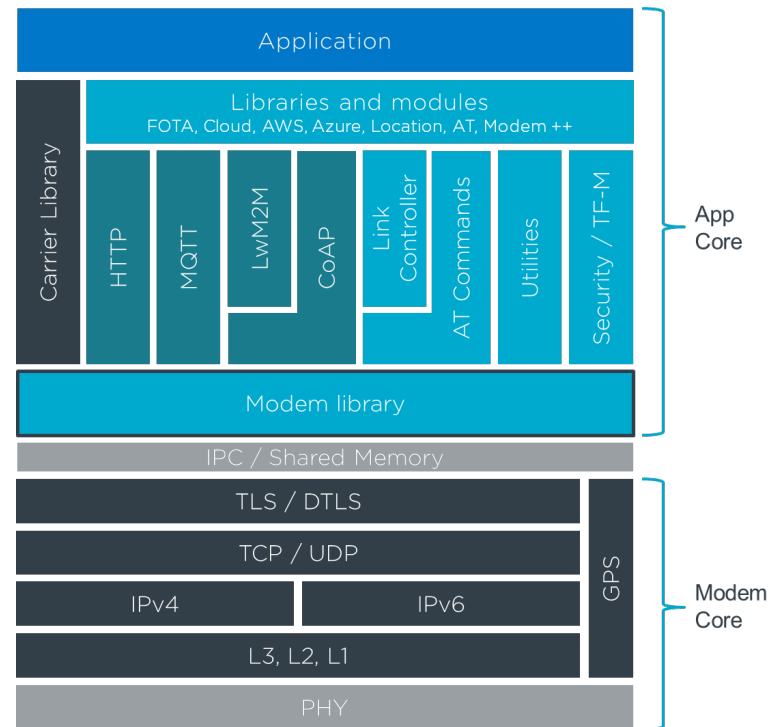 Application
Carrier Library
Libraries and modules
FOTA, Cloud, AWS, Azure, Location, AT, Modem ++
HTTP
MQTT
LwM2M
CoAP
Link
Controller
AT Commands
Utilities
Security / TF-M
App
Core
Modem library
IPC / Shared Memory
TLS / DTLS
TCP / UDP
IPv4
IPv6
L3, L2, L1
GPS
Modem
Core
PHY